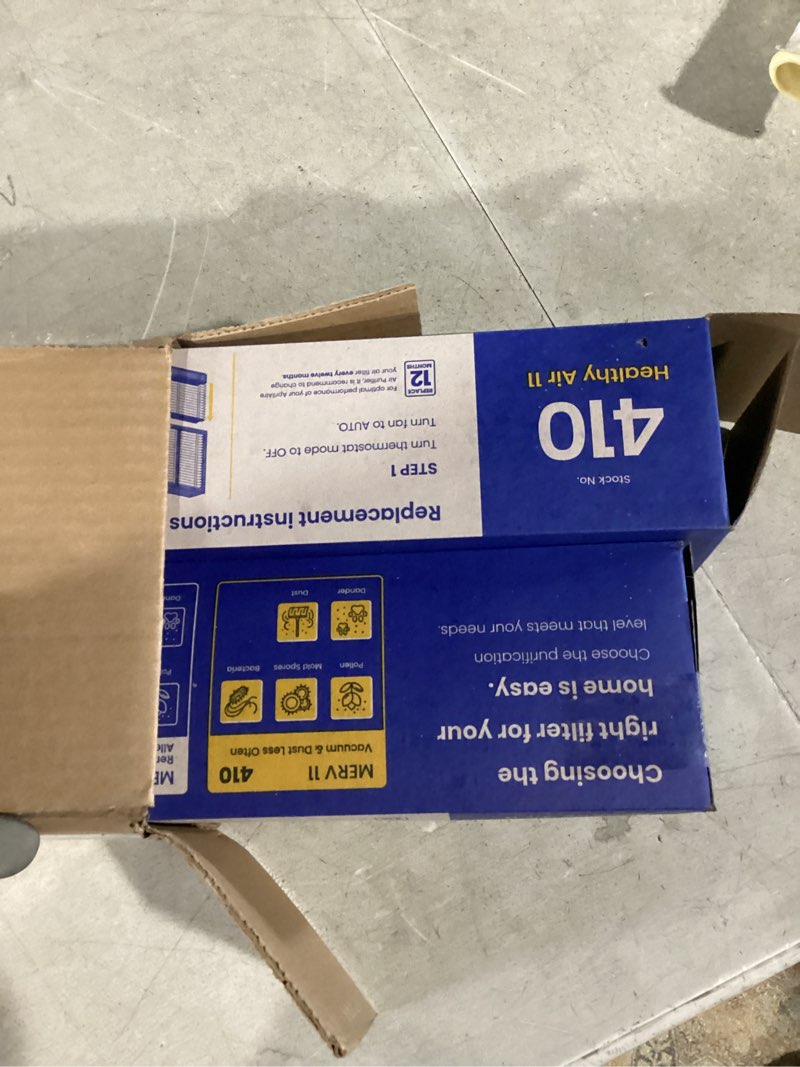 Choosing the
right filter for your
home is easy.
Choose the purification
level that meets your needs.
MERV 11
410
Vacuum & Dust Less Often
Pollen
Mold Spores
Bacteria
Dander
Dust
Stock No.
410
Healthy Air 11
Replacement instructions
STEP 1
Turn thermostat mode to OFF.
Turn fan to AUTO.
REPLACE
12
MONTHS
For optimal performance of your AprilAire
Air Purifier, it is recommend to change
your air filter every twelve months.